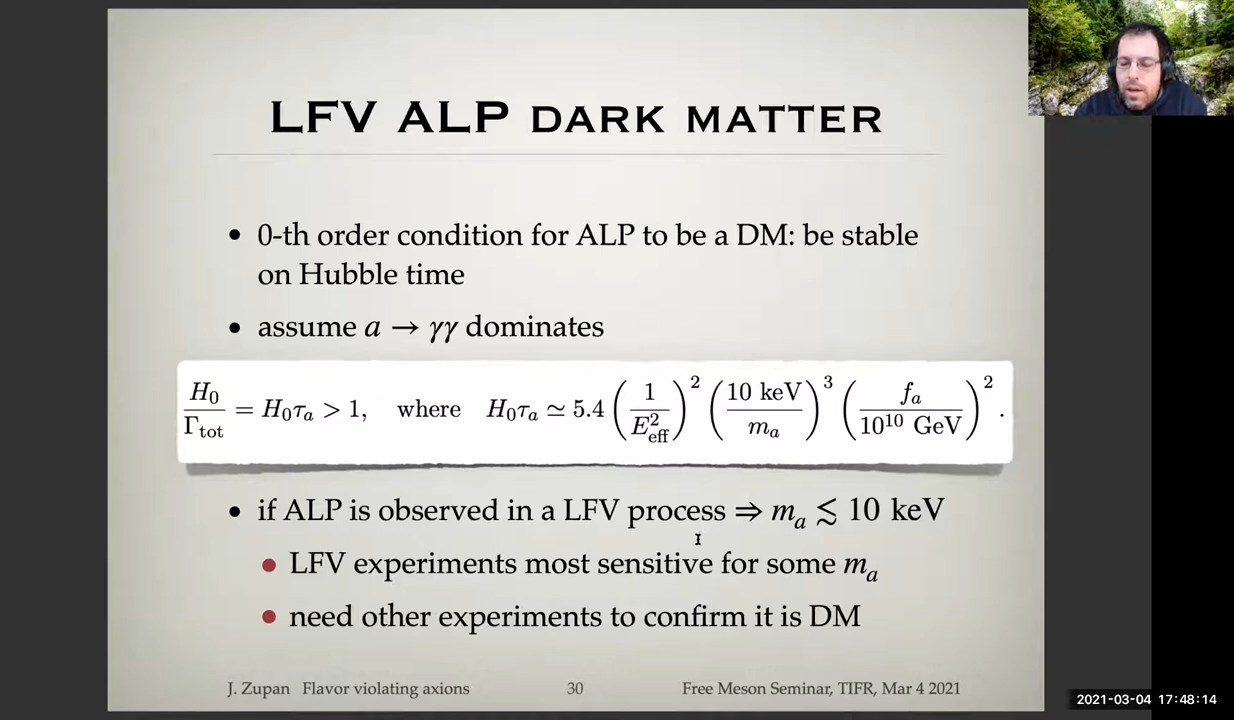 LFV ALP DARK MATTER
• 0-th order condition for ALP to be a DM: be stable
on Hubble time
• assume a → γγ dominates
H₀/Γ_tot = H₀τₐ > 1, where H₀τₐ ≃ 5.4 (1/E²_eff)² (10 keV/mₐ)³ (fₐ/10¹⁰ GeV)².
• if ALP is observed in a LFV process ⇒ mₐ ≲ 10 keV
• LFV experiments most sensitive for some mₐ
• need other experiments to confirm it is DM
J. Zupan Flavor violating axions 30 Free Meson Seminar, TIFR, Mar 4 2021
2021-03-04 17:48:14